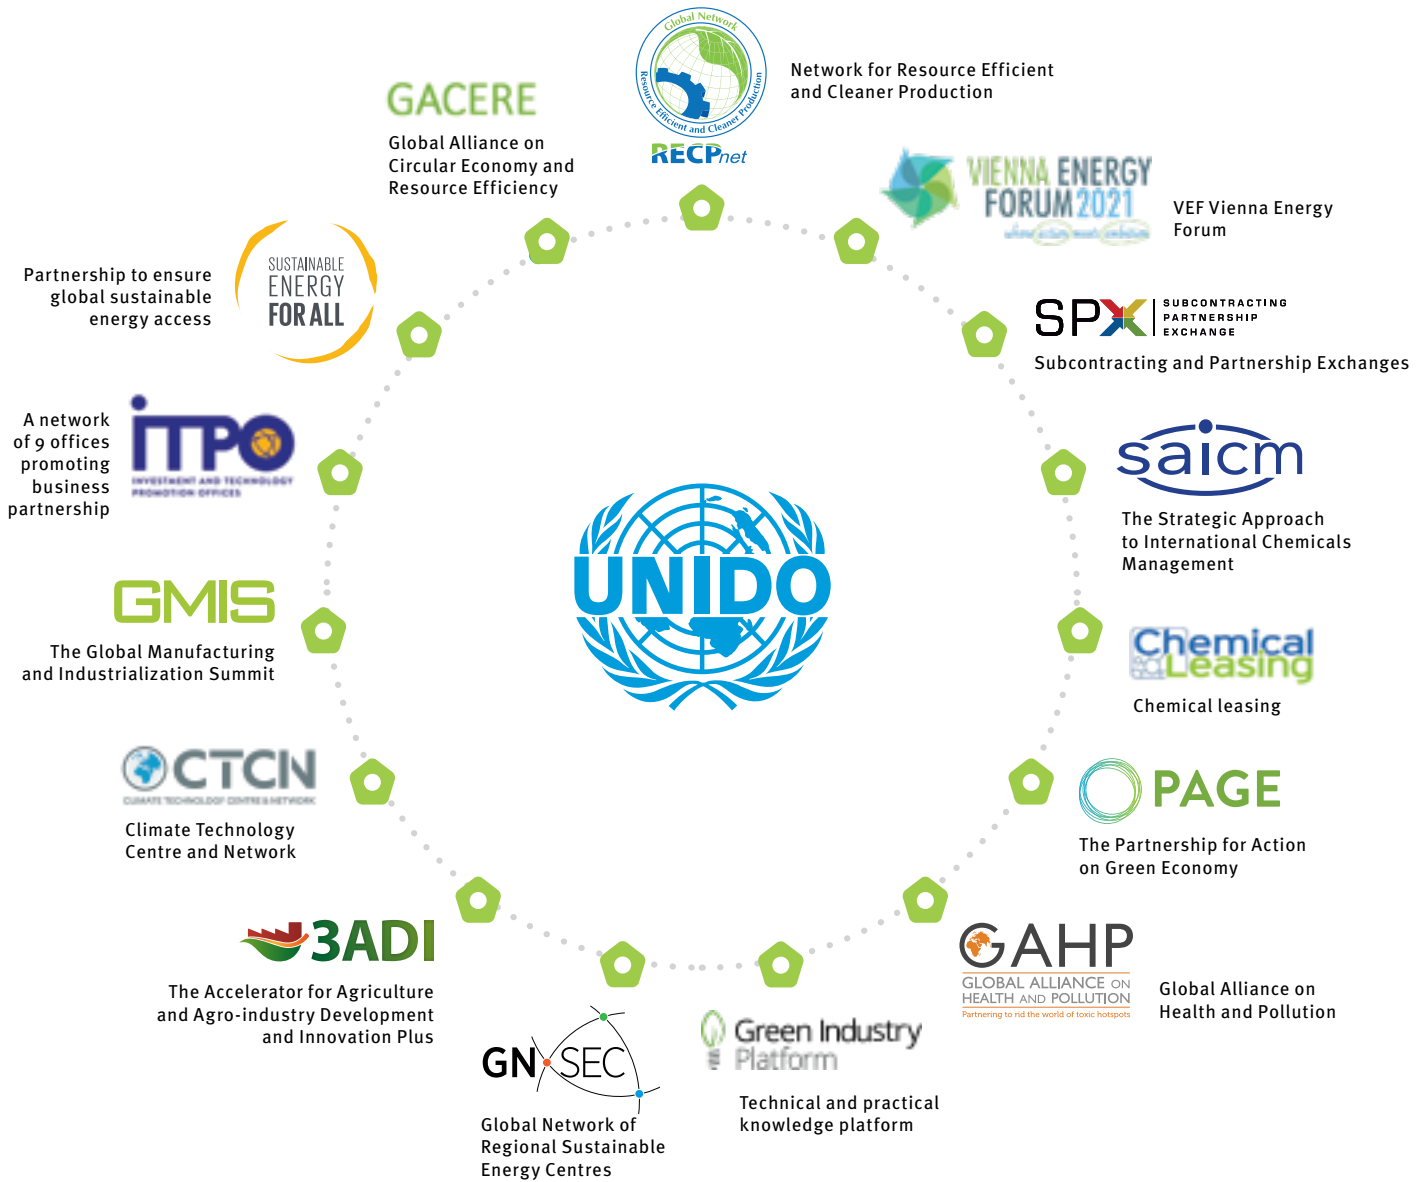 Global Network
Resource Efficient and Cleaner Production
RECPnet
Network for Resource Efficient
and Cleaner Production
GACERE
Global Alliance on
Circular Economy and
Resource Efficiency
VIENNA ENERGY
FORUM 2021
VEF Vienna Energy
Forum
SUSTAINABLE
ENERGY
FOR ALL
Partnership to ensure
global sustainable
energy access
SPX
SUBCONTRACTING
PARTNERSHIP
EXCHANGE
Subcontracting and Partnership Exchanges
A network
of 9 offices
promoting
business
partnership
iTPO
INVESTMENT AND TECHNOLOGY
PROMOTION OFFICES
saicm
The Strategic Approach
to International Chemicals
Management
UNIDO
GMIS
The Global Manufacturing
and Industrialization Summit
Chemical
Leasing
Chemical leasing
CTCN
CLIMATE TECHNOLOGY CENTRE & NETWORK
Climate Technology
Centre and Network
PAGE
The Partnership for Action
on Green Economy
3ADI
The Accelerator for Agriculture
and Agro-industry Development
and Innovation Plus
GAHP
GLOBAL ALLIANCE ON
HEALTH AND POLLUTION
Partnering to rid the world of toxic hotspots
Global Alliance on
Health and Pollution
GN SEC
Global Network of
Regional Sustainable
Energy Centres
Green Industry
Platform
Technical and practical
knowledge platform